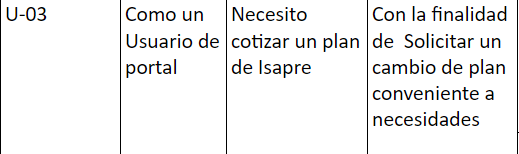 U-03
Como un
Usuario de
portal
Necesito
cotizar un plan
de Isapre
Con la finalidad
de  Solicitar un
cambio de plan
conveniente a
necesidades